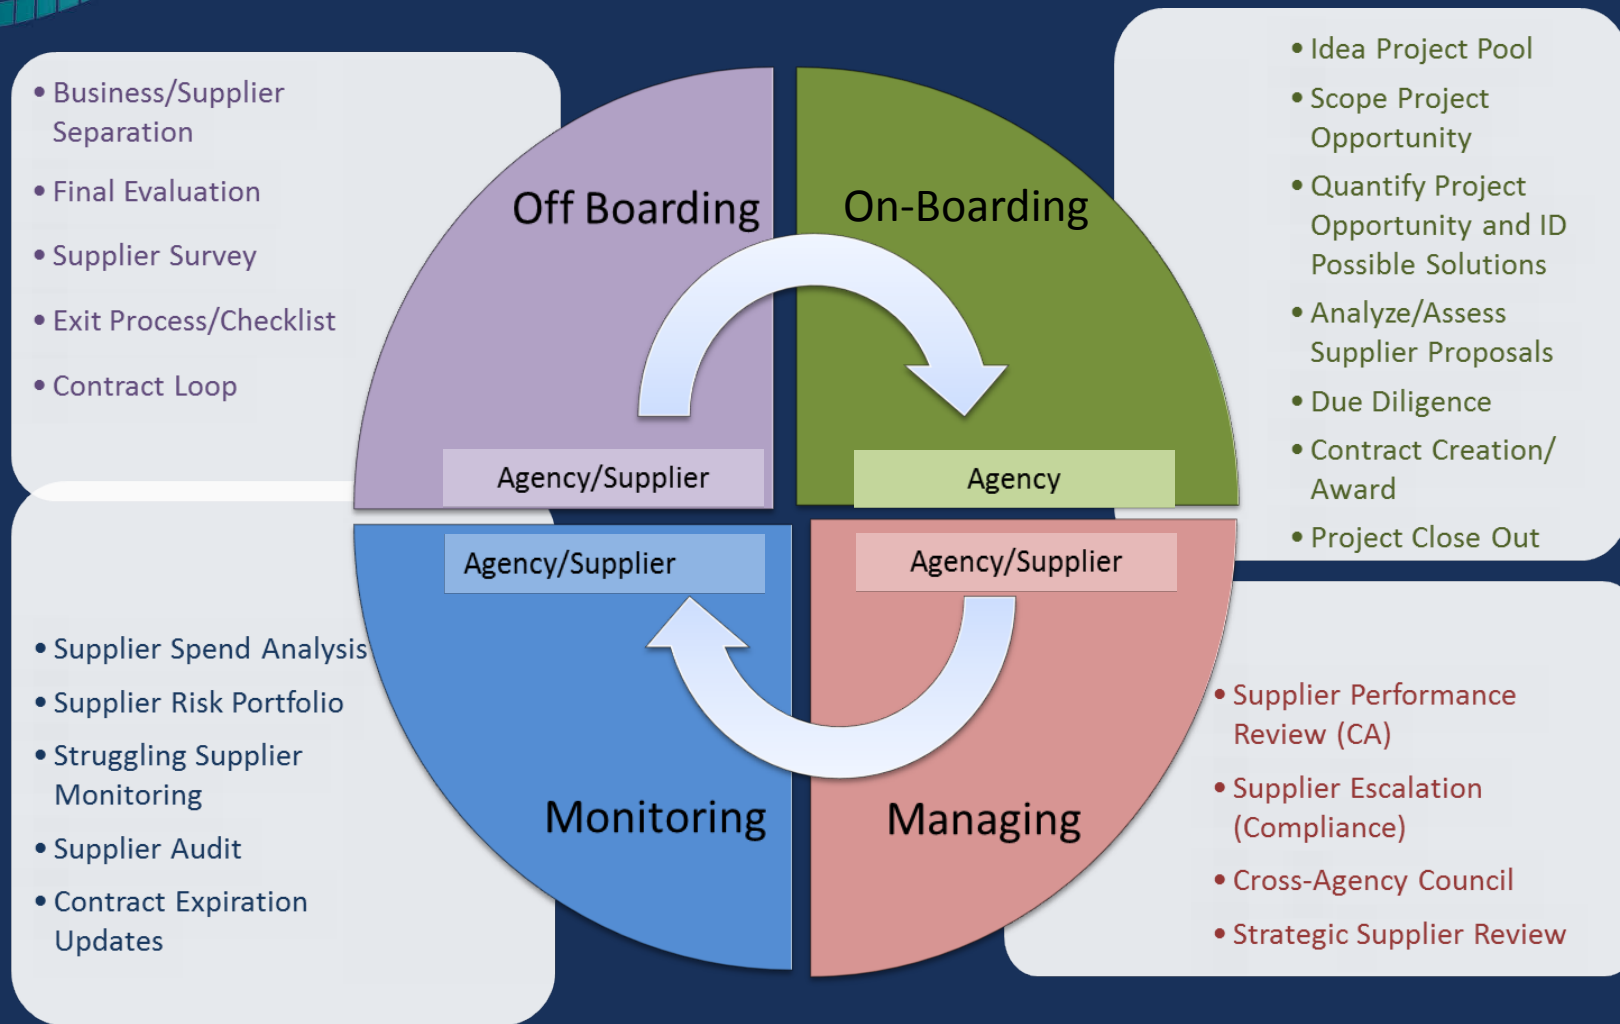 • Business/Supplier
Separation
• Final Evaluation
• Supplier Survey
• Exit Process/Checklist
• Contract Loop
Off Boarding
Agency/Supplier
On-Boarding
Agency
• Idea Project Pool
• Scope Project
Opportunity
• Quantify Project
Opportunity and ID
Possible Solutions
• Analyze/Assess
Supplier Proposals
• Due Diligence
• Contract Creation/
Award
• Project Close Out
• Supplier Spend Analysis
• Supplier Risk Portfolio
• Struggling Supplier
Monitoring
• Supplier Audit
• Contract Expiration
Updates
Agency/Supplier
Monitoring
Agency/Supplier
Managing
• Supplier Performance
Review (CA)
• Supplier Escalation
(Compliance)
• Cross-Agency Council
• Strategic Supplier Review